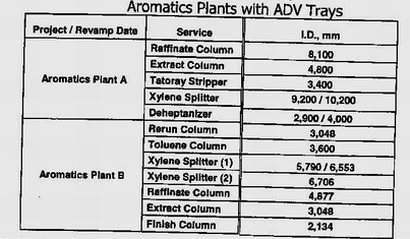 Aromatics Plants with ADV Trays
Project / Revamp Date Service I.D., mm
Aromatics Plant A
Raffinate Column 8,100
Extract Column 4,800
Tatoray Stripper 3,400
Xylene Splitter 9,200 / 10,200
Deheptanizer 2,900 / 4,000
Aromatics Plant B
Rerun Column 3,048
Toluene Column 3,600
Xylene Splitter (1) 5,790 / 6,553
Xylene Splitter (2) 6,706
Raffinate Column 4,877
Extract Column 3,048
Finish Column 2,134